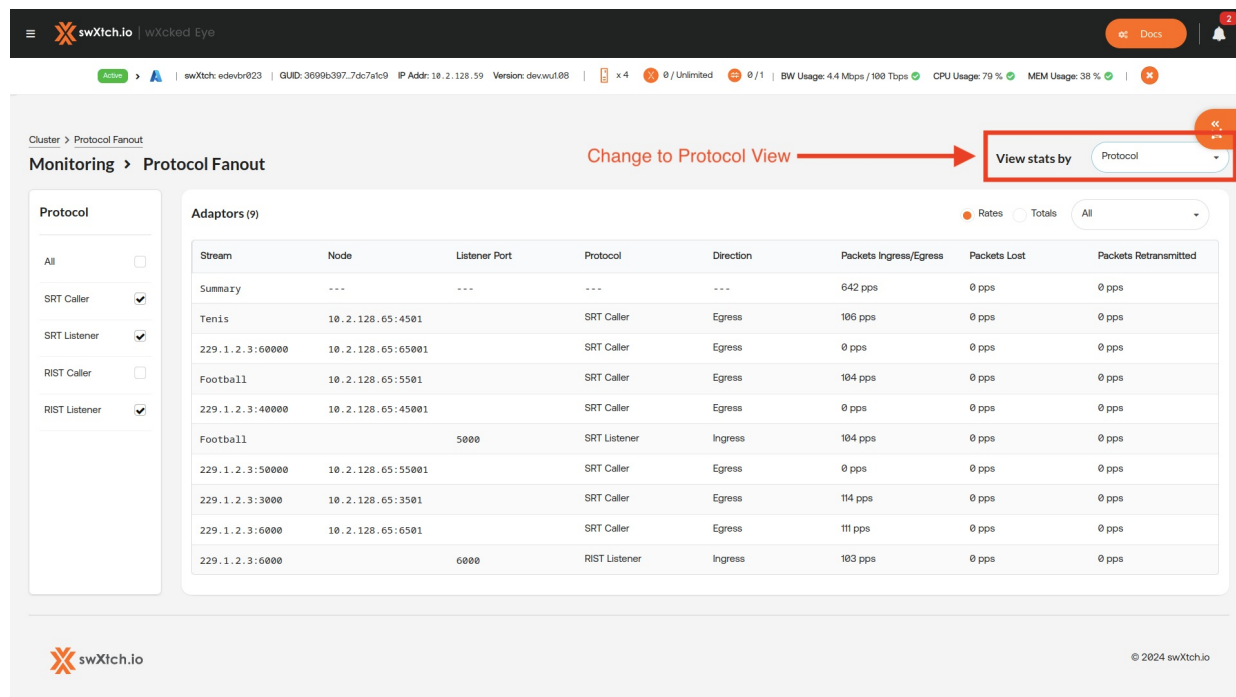 swXtch.io | wXcked Eye Docs 2
Active > | swXtch: edevbr023 | GUID: 3699b397...7dc7a1c9 IP Addr: 10.2.128.59 Version: dev.wu1.08 | x 4 0 / Unlimited 0 / 1 | BW Usage: 4.4 Mbps / 100 Tbps CPU Usage: 79 % MEM Usage: 38 % |
Cluster > Protocol Fanout
Monitoring > Protocol Fanout
Change to Protocol View
View stats by Protocol
Protocol
All
SRT Caller
SRT Listener
RIST Caller
RIST Listener
Adaptors (9) Rates Totals All
Stream Node Listener Port Protocol Direction Packets Ingress/Egress Packets Lost Packets Retransmitted
Summary --- --- --- --- 642 pps 0 pps 0 pps
Tenis 10.2.128.65:4501 SRT Caller Egress 106 pps 0 pps 0 pps
229.1.2.3:60000 10.2.128.65:65001 SRT Caller Egress 0 pps 0 pps 0 pps
Football 10.2.128.65:5501 SRT Caller Egress 104 pps 0 pps 0 pps
229.1.2.3:40000 10.2.128.65:45001 SRT Caller Egress 0 pps 0 pps 0 pps
Football 5000 SRT Listener Ingress 104 pps 0 pps 0 pps
229.1.2.3:50000 10.2.128.65:55001 SRT Caller Egress 0 pps 0 pps 0 pps
229.1.2.3:3000 10.2.128.65:3501 SRT Caller Egress 114 pps 0 pps 0 pps
229.1.2.3:6000 10.2.128.65:6501 SRT Caller Egress 111 pps 0 pps 0 pps
229.1.2.3:6000 6000 RIST Listener Ingress 103 pps 0 pps 0 pps
swXtch.io © 2024 swXtch.io